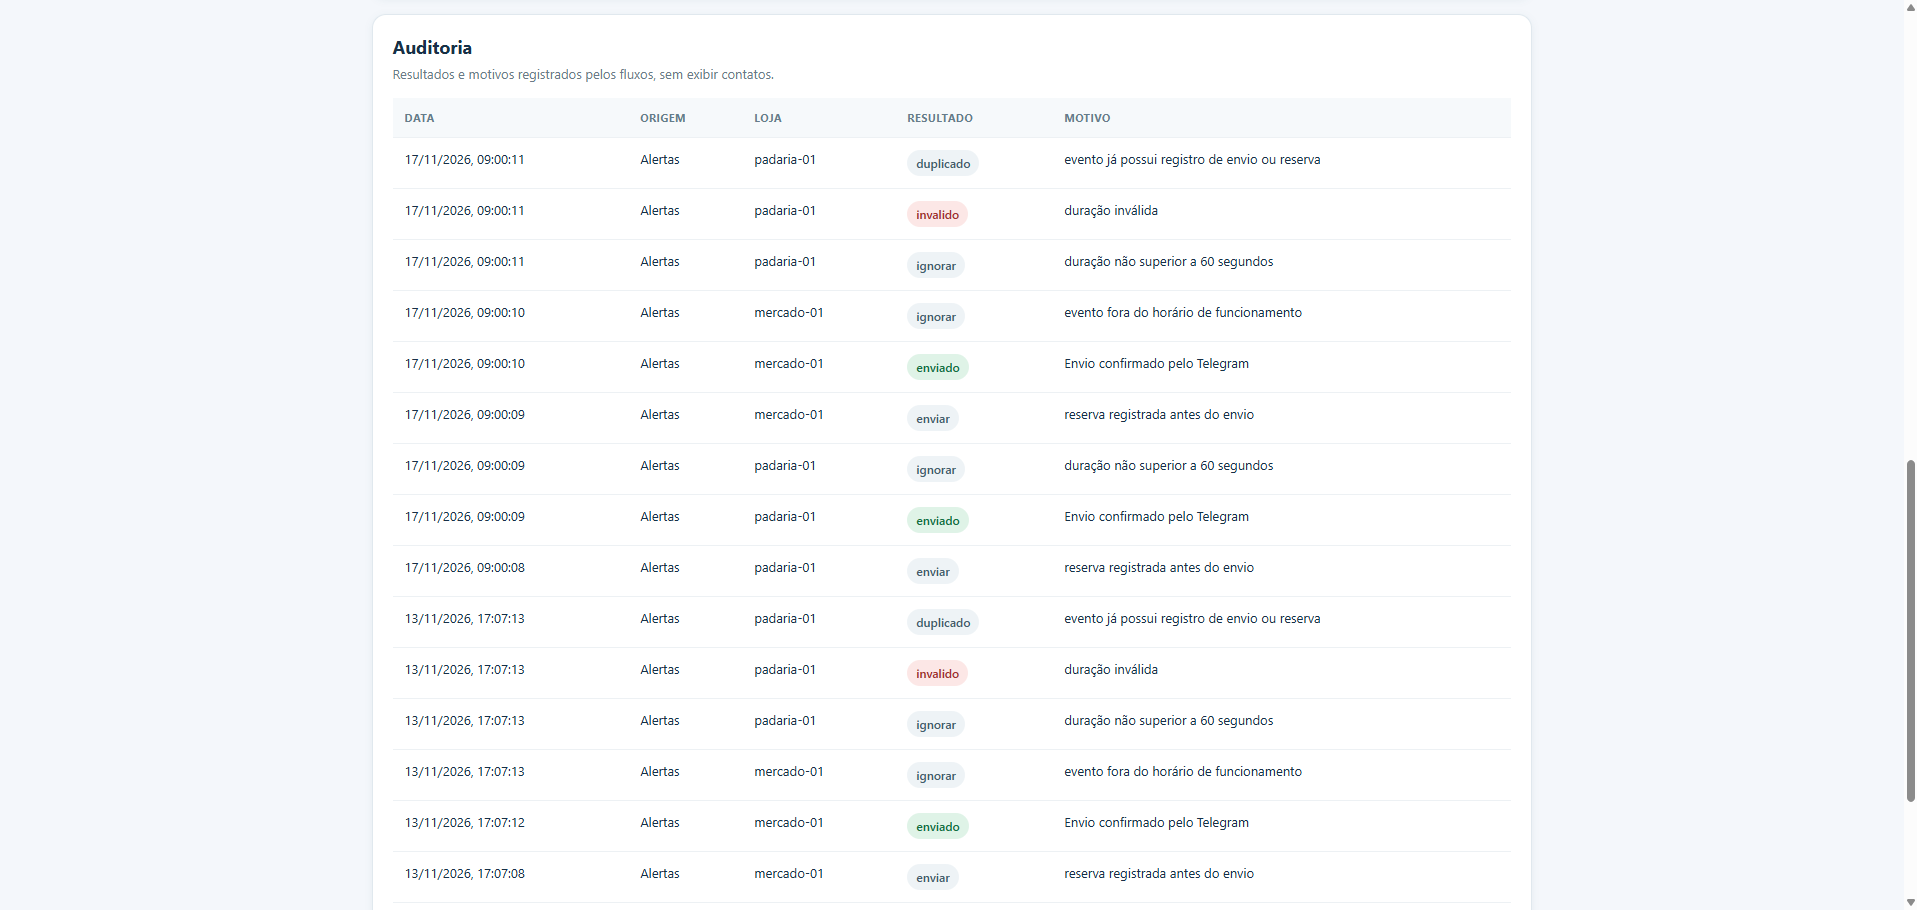 Auditoria
Resultados e motivos registrados pelos fluxos, sem exibir contatos.
DATA ORIGEM LOJA RESULTADO MOTIVO
17/11/2026, 09:00:11 Alertas padaria-01 duplicado evento já possui registro de envio ou reserva
17/11/2026, 09:00:11 Alertas padaria-01 invalido duração inválida
17/11/2026, 09:00:11 Alertas padaria-01 ignorar duração não superior a 60 segundos
17/11/2026, 09:00:10 Alertas mercado-01 ignorar evento fora do horário de funcionamento
17/11/2026, 09:00:10 Alertas mercado-01 enviado Envio confirmado pelo Telegram
17/11/2026, 09:00:09 Alertas mercado-01 enviar reserva registrada antes do envio
17/11/2026, 09:00:09 Alertas padaria-01 ignorar duração não superior a 60 segundos
17/11/2026, 09:00:09 Alertas padaria-01 enviado Envio confirmado pelo Telegram
17/11/2026, 09:00:08 Alertas padaria-01 enviar reserva registrada antes do envio
13/11/2026, 17:07:13 Alertas padaria-01 duplicado evento já possui registro de envio ou reserva
13/11/2026, 17:07:13 Alertas padaria-01 invalido duração inválida
13/11/2026, 17:07:13 Alertas padaria-01 ignorar duração não superior a 60 segundos
13/11/2026, 17:07:13 Alertas mercado-01 ignorar evento fora do horário de funcionamento
13/11/2026, 17:07:12 Alertas mercado-01 enviado Envio confirmado pelo Telegram
13/11/2026, 17:07:08 Alertas mercado-01 enviar reserva registrada antes do envio